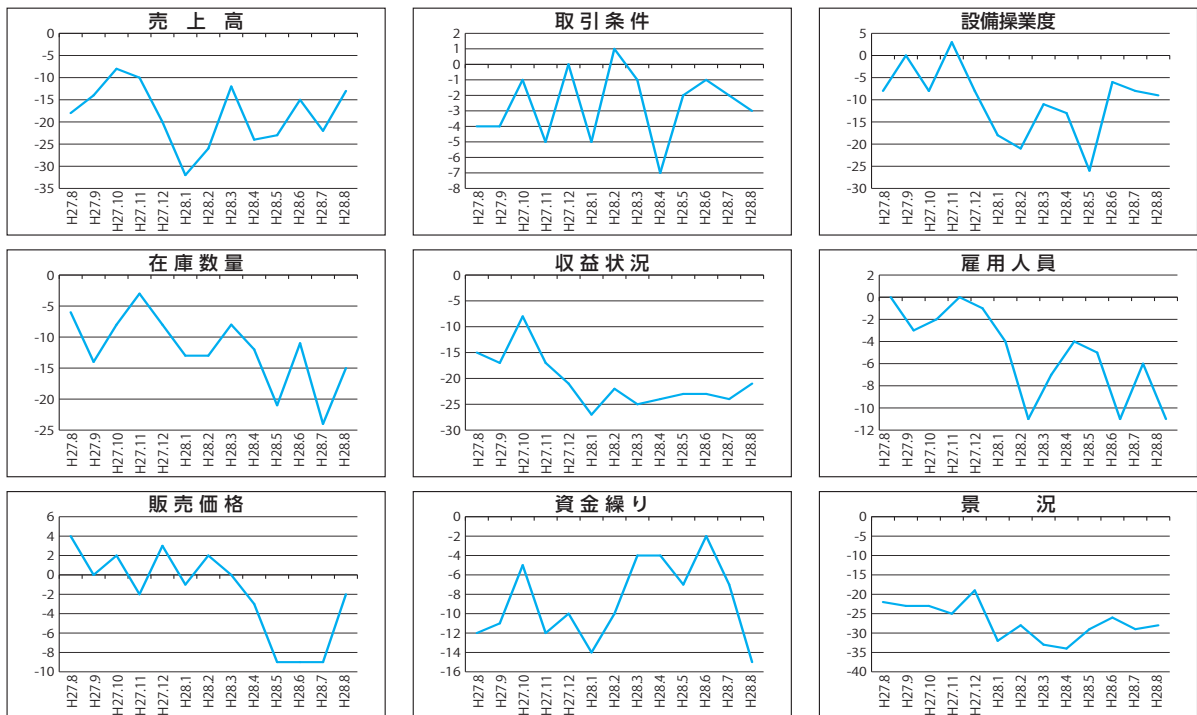 売上高
0
-5
-10
-15
-20
-25
-30
-35
H27.8
H27.9
H27.10
H27.11
H27.12
H28.1
H28.2
H28.3
H28.4
H28.5
H28.6
H28.7
H28.8
取引条件
2
1
0
-1
-2
-3
-4
-5
-6
-7
-8
H27.8
H27.9
H27.10
H27.11
H27.12
H28.1
H28.2
H28.3
H28.4
H28.5
H28.6
H28.7
H28.8
設備操業度
5
0
-5
-10
-15
-20
-25
-30
H27.8
H27.9
H27.10
H27.11
H27.12
H28.1
H28.2
H28.3
H28.4
H28.5
H28.6
H28.7
H28.8
在庫数量
0
-5
-10
-15
-20
-25
H27.8
H27.9
H27.10
H27.11
H27.12
H28.1
H28.2
H28.3
H28.4
H28.5
H28.6
H28.7
H28.8
収益状況
0
-5
-10
-15
-20
-25
-30
H27.8
H27.9
H27.10
H27.11
H27.12
H28.1
H28.2
H28.3
H28.4
H28.5
H28.6
H28.7
H28.8
雇用人員
2
0
-2
-4
-6
-8
-10
-12
H27.8
H27.9
H27.10
H27.11
H27.12
H28.1
H28.2
H28.3
H28.4
H28.5
H28.6
H28.7
H28.8
販売価格
6
4
2
0
-2
-4
-6
-8
-10
H27.8
H27.9
H27.10
H27.11
H27.12
H28.1
H28.2
H28.3
H28.4
H28.5
H28.6
H28.7
H28.8
資金繰り
0
-2
-4
-6
-8
-10
-12
-14
-16
H27.8
H27.9
H27.10
H27.11
H27.12
H28.1
H28.2
H28.3
H28.4
H28.5
H28.6
H28.7
H28.8
景 況
0
-5
-10
-15
-20
-25
-30
-35
-40
H27.8
H27.9
H27.10
H27.11
H27.12
H28.1
H28.2
H28.3
H28.4
H28.5
H28.6
H28.7
H28.8